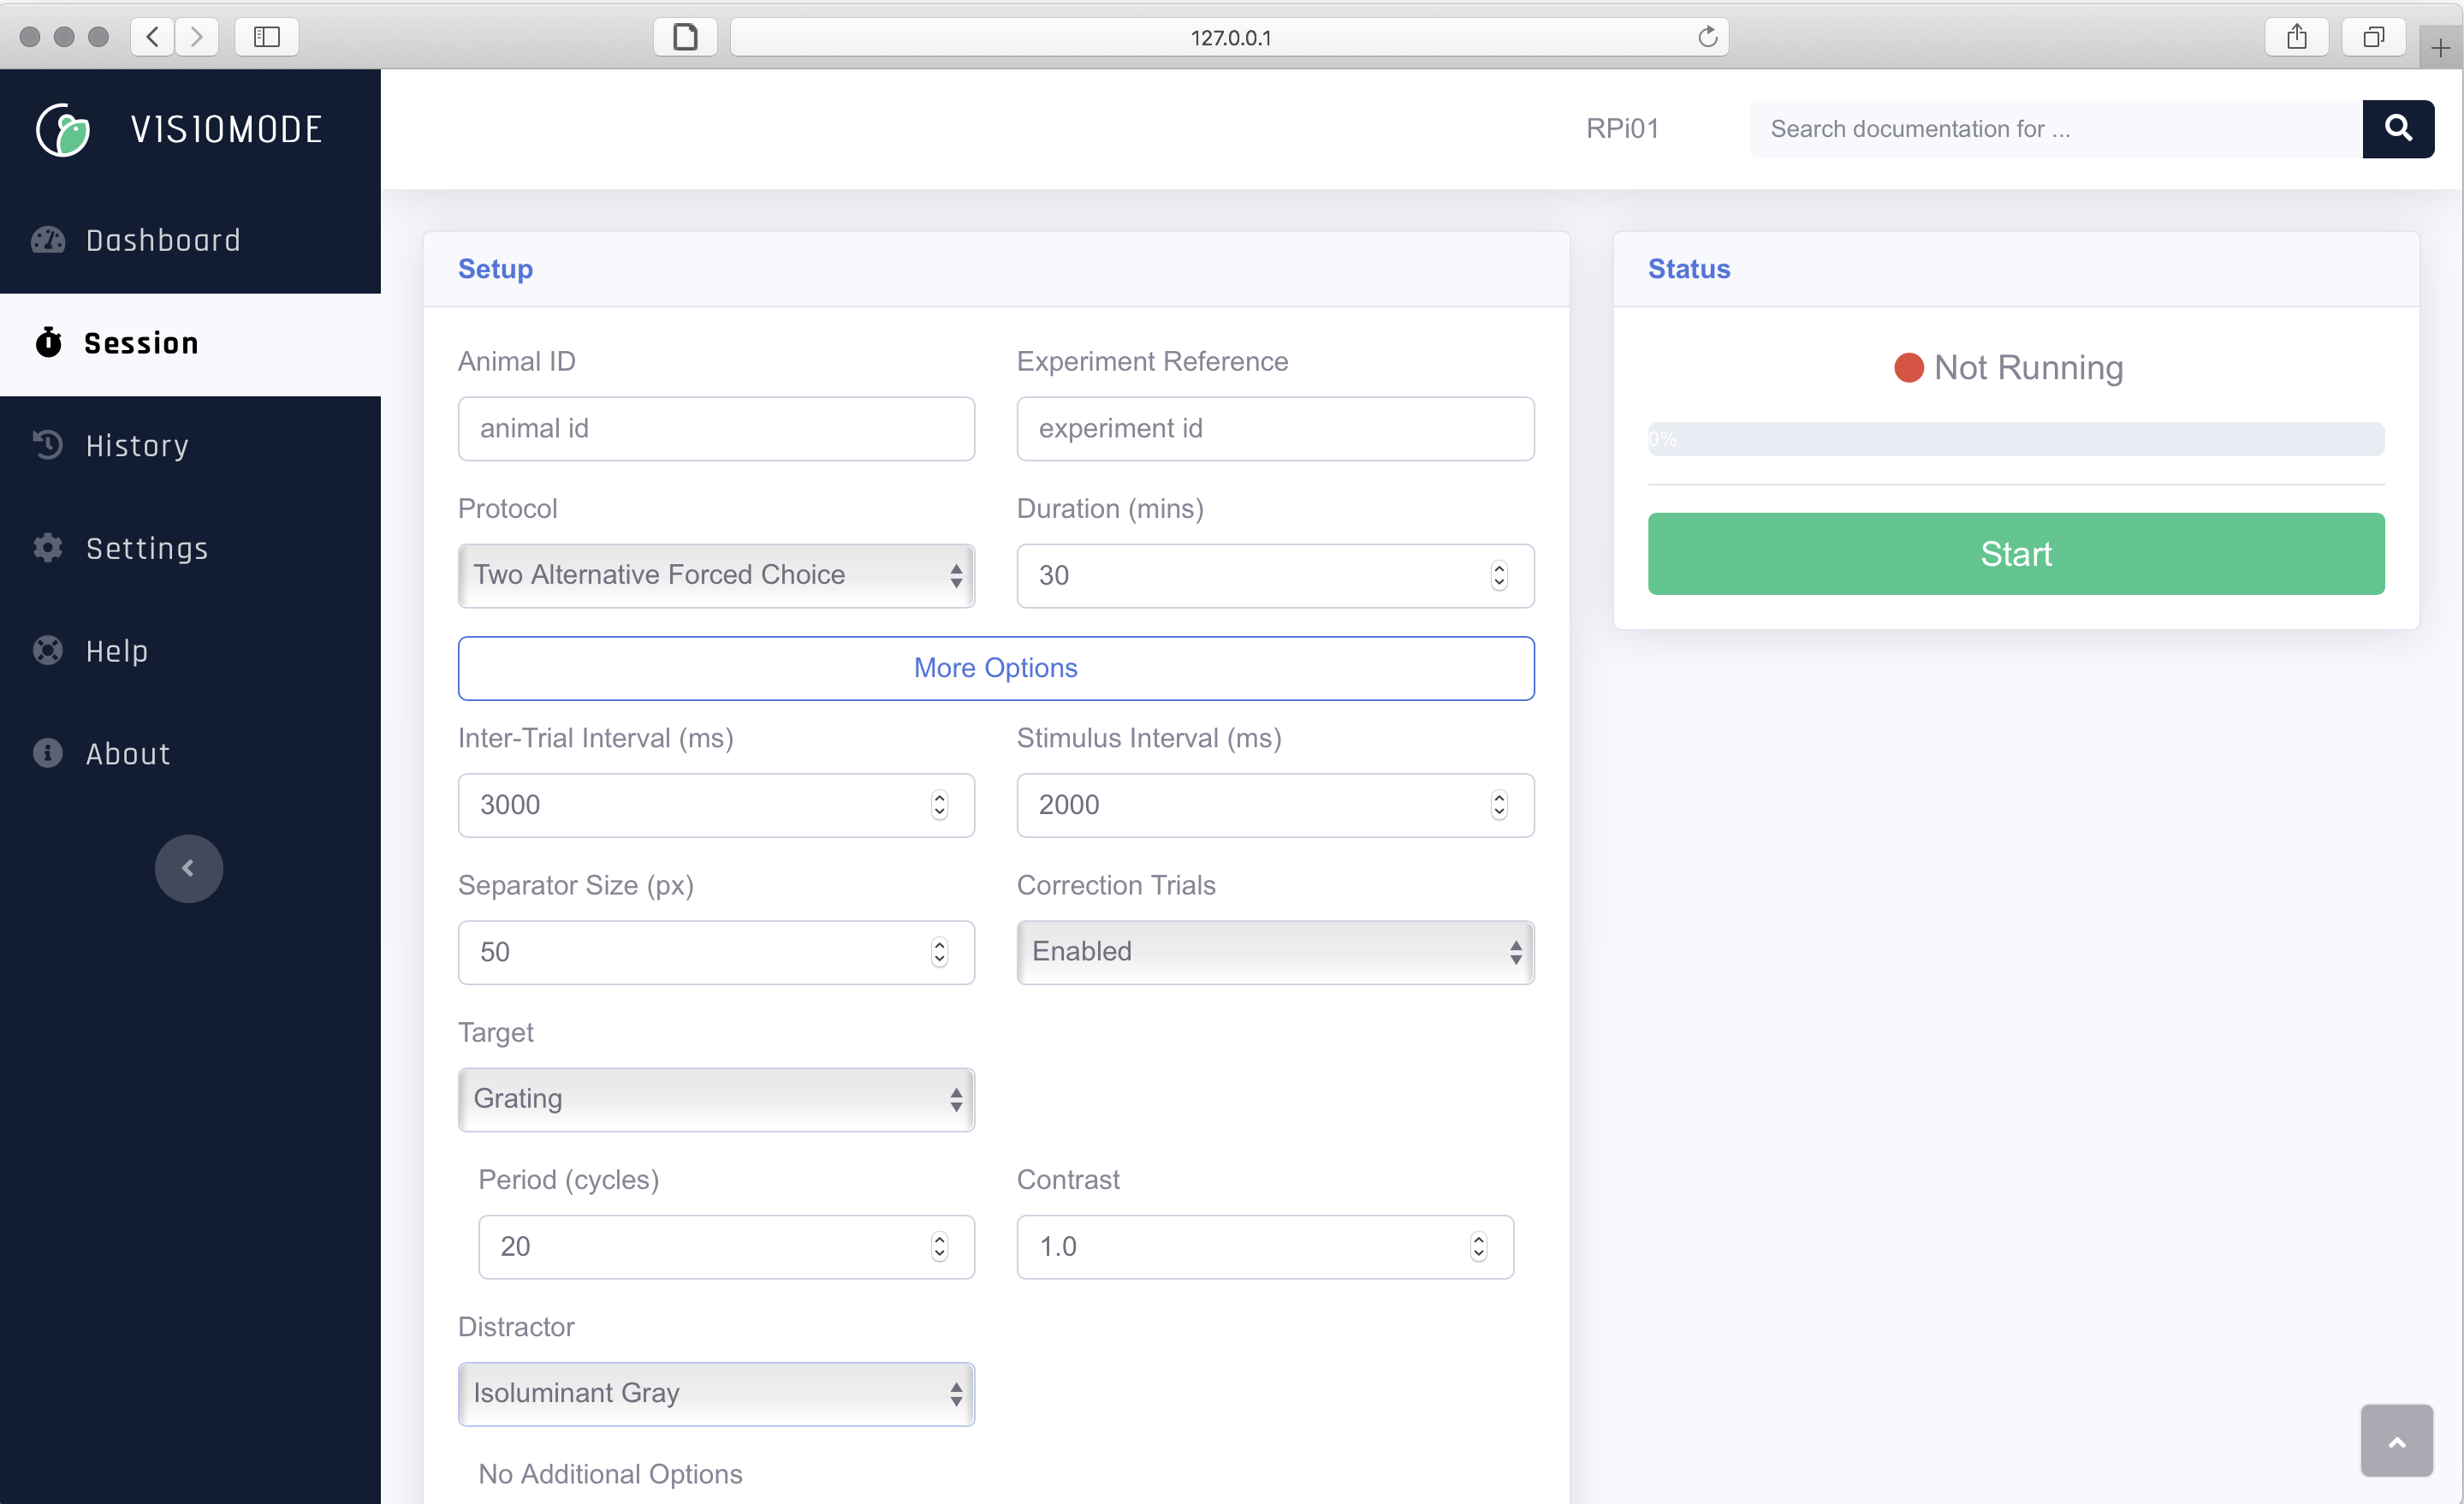 127.0.0.1
VISIOMODE
RPi01
Search documentation for ...
Dashboard
Session
History
Settings
Help
About
Setup
Animal ID
Experiment Reference
animal id
experiment id
Protocol
Duration (mins)
Two Alternative Forced Choice
30
More Options
Inter-Trial Interval (ms)
Stimulus Interval (ms)
3000
2000
Separator Size (px)
Correction Trials
50
Enabled
Target
Grating
Period (cycles)
Contrast
20
1.0
Distractor
Isoluminant Gray
No Additional Options
Status
Not Running
0%
Start